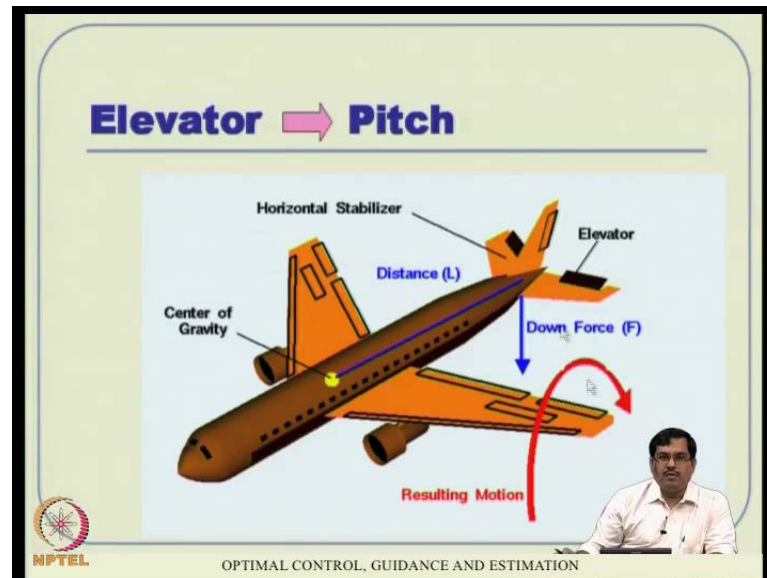 Elevator Pitch
Horizontal Stabilizer
Elevator
Distance (L)
Center of
Gravity
Down Force (F)
Resulting Motion
NPTEL
OPTIMAL CONTROL, GUIDANCE AND ESTIMATION